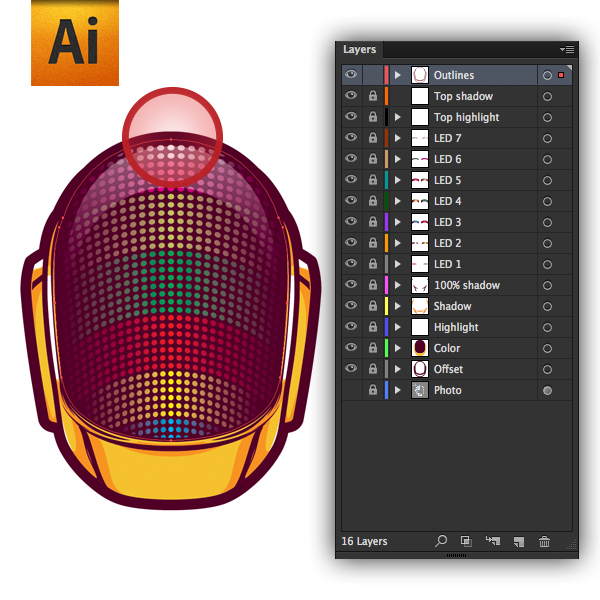 Ai
Layers
Outlines
Top shadow
Top highlight
LED 7
LED 6
LED 5
LED 4
LED 3
LED 2
LED 1
100% shadow
Shadow
Highlight
Color
Offset
Photo
16 Layers